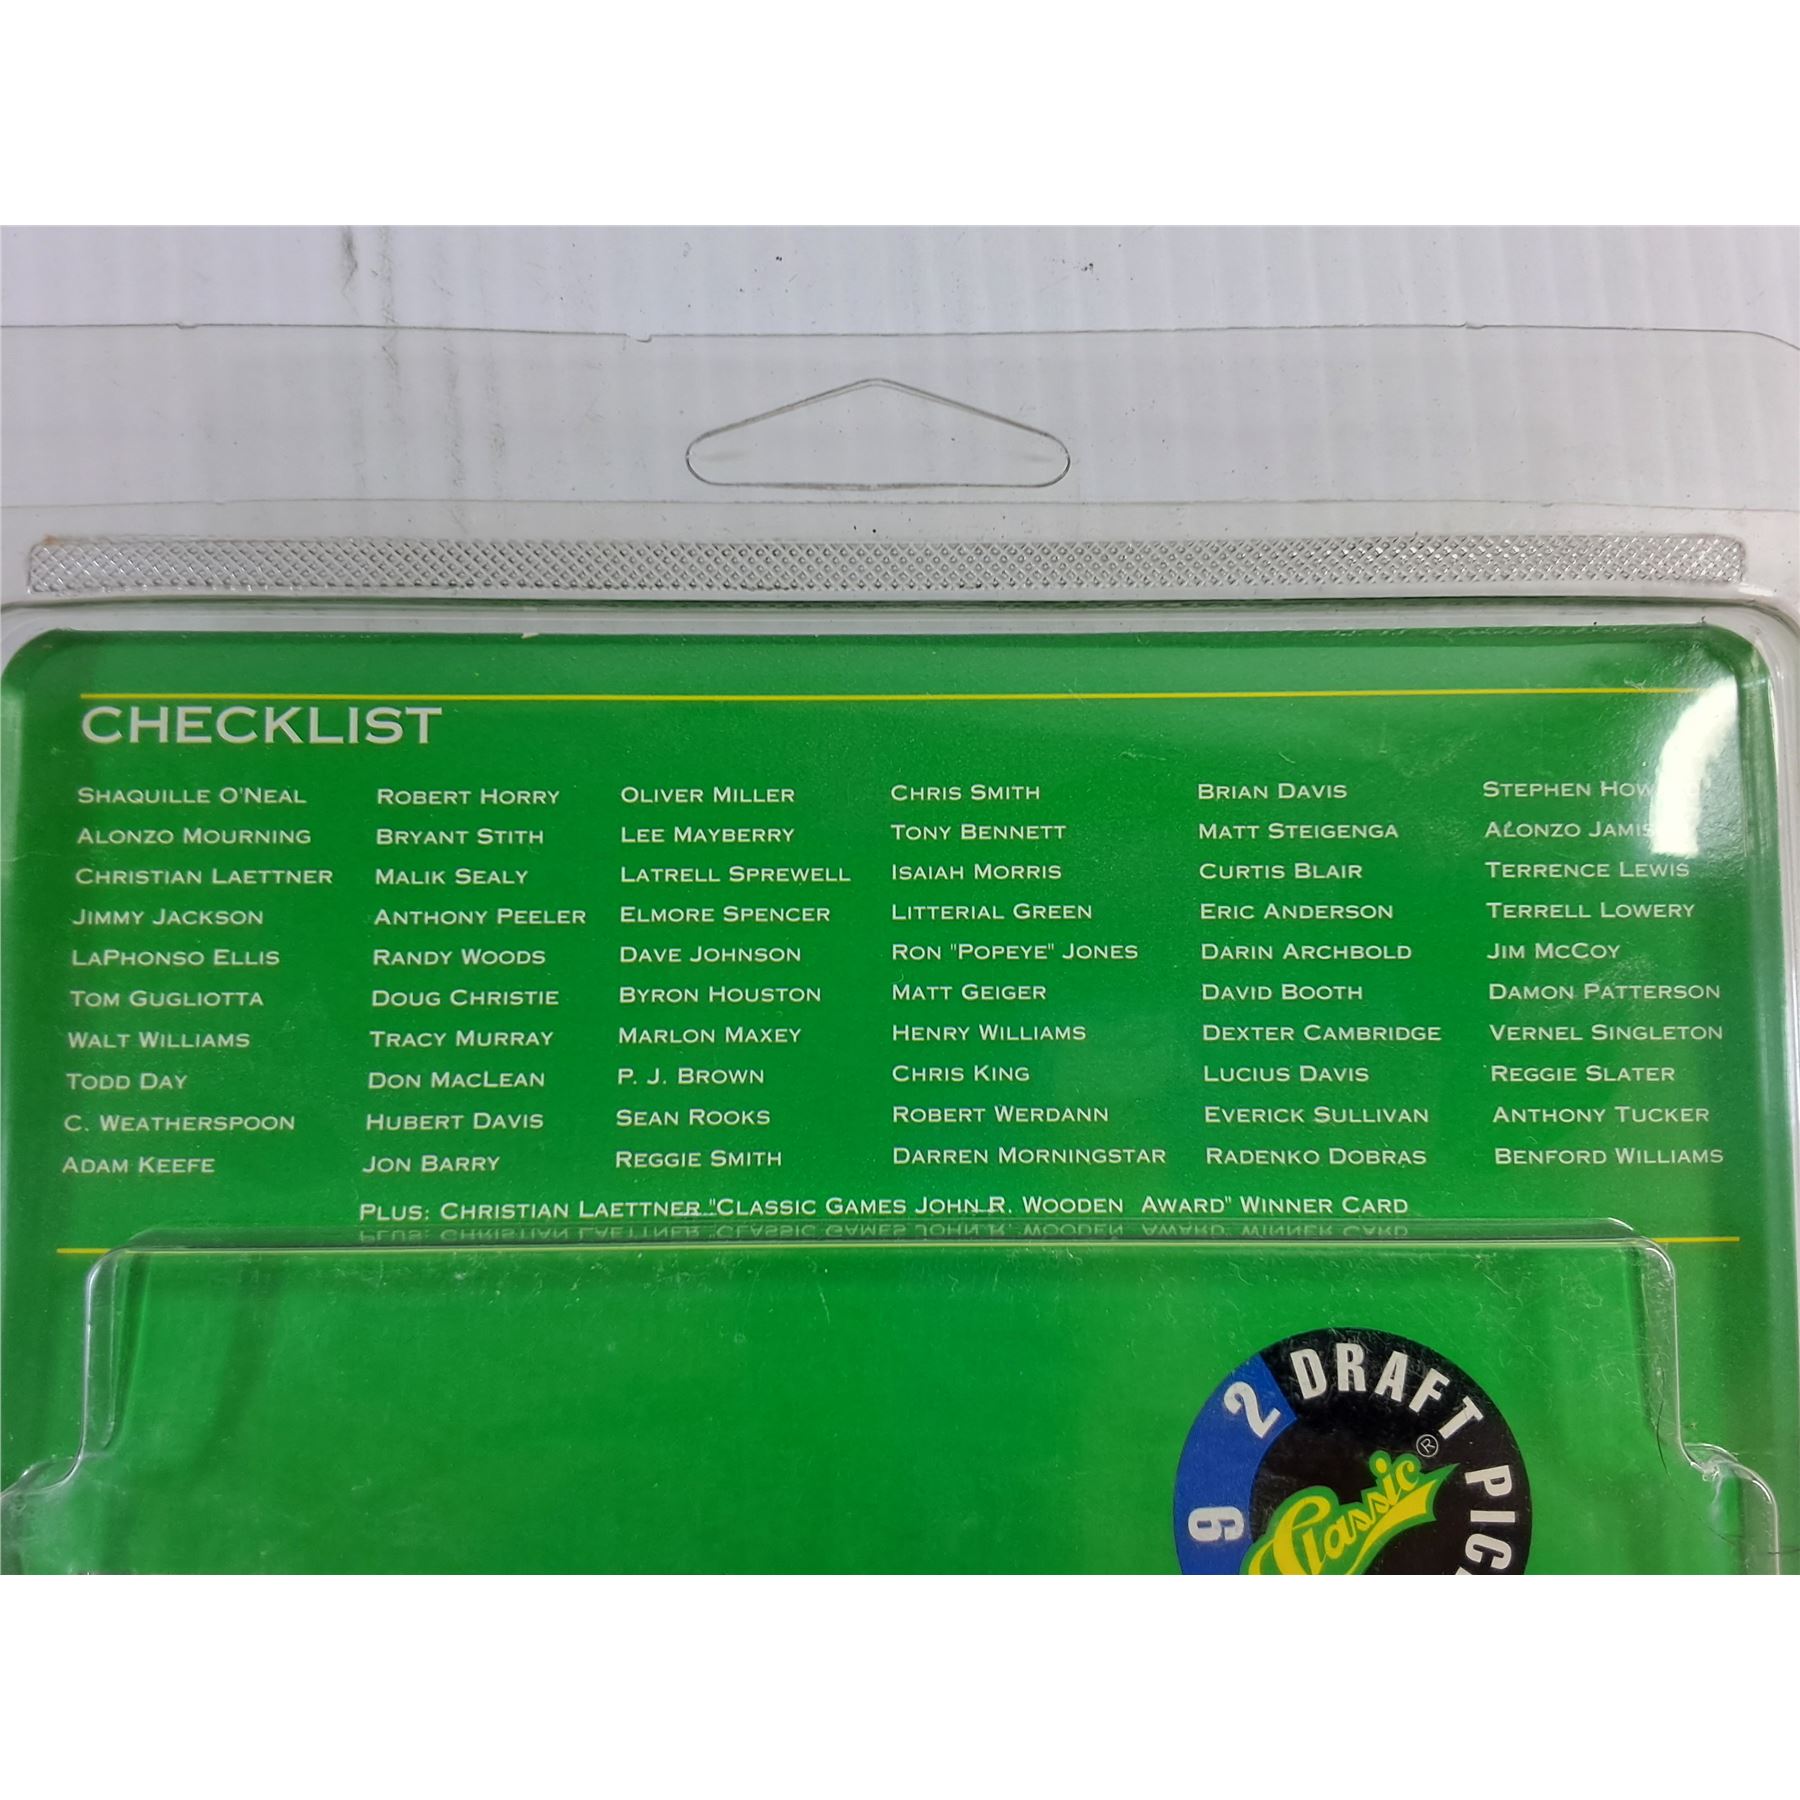 CHECKLIST
SHAQUILLE O'NEAL
ALONZO MOURNING
CHRISTIAN LAETTNER
JIMMY JACKSON
LAPHONSO ELLIS
TOM GUGLIOTTA
WALT WILLIAMS
TODD DAY
C. WEATHERSPOON
ADAM KEEFE
ROBERT HORRY
BRYANT STITH
MALIK SEALY
ANTHONY PEELER
RANDY WOODS
DOUG CHRISTIE
TRACY MURRAY
DON MACLEAN
HUBERT DAVIS
JON BARRY
OLIVER MILLER
LEE MAYBERRY
LATRELL SPREWELL
ELMORE SPENCER
DAVE JOHNSON
BYRON HOUSTON
MARLON MAXEY
P. J. BROWN
SEAN ROOKS
REGGIE SMITH
CHRIS SMITH
TONY BENNETT
ISAIAH MORRIS
LITTERIAL GREEN
RON "POPEYE" JONES
MATT GEIGER
HENRY WILLIAMS
CHRIS KING
ROBERT WERDANN
DARREN MORNINGSTAR
BRIAN DAVIS
MATT STEIGENGA
CURTIS BLAIR
ERIC ANDERSON
DARIN ARCHBOLD
DAVID BOOTH
DEXTER CAMBRIDGE
LUCIUS DAVIS
EVERICK SULLIVAN
RADENKO DOBRAS
STEPHEN
ALONZO
TERRENCE LEWIS
TERRELL LOWERY
JIM MCCOY
DAMON PATTERSON
VERNEL SINGLETON
REGGIE SLATER
ANTHONY TUCKER
BENFORD WILLIAMS
PLUS: CHRISTIAN LAETTNER "CLASSIC GAMES JOHN R. WOODEN AWARD" WINNER CARD
92 DRAFT
Classic ®